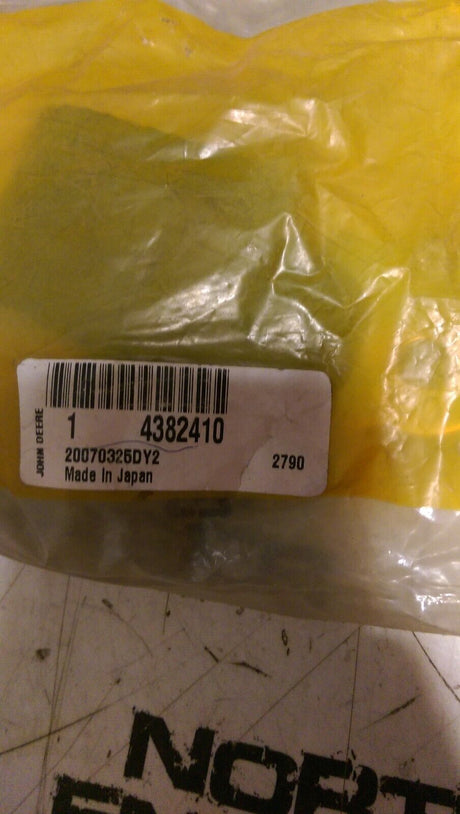 JOHN DEERE
1 4382410
20070326DY2
2790
Made In Japan
NORT